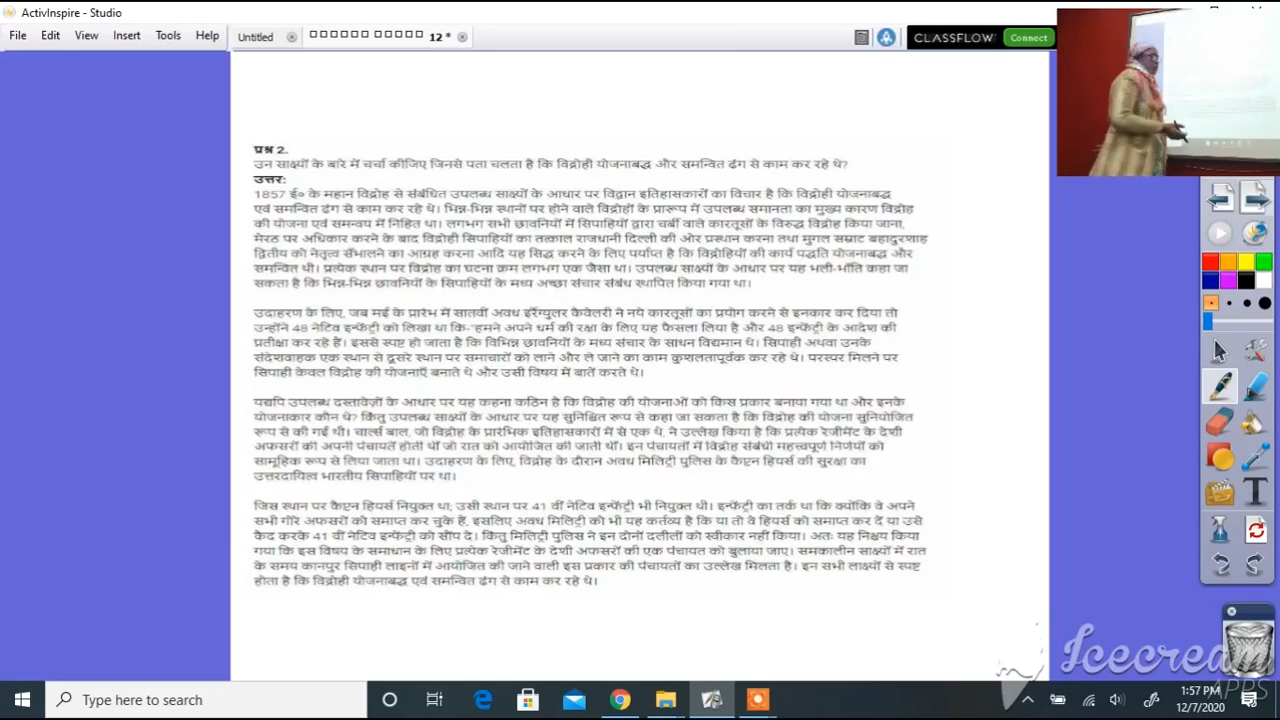 ActivInspire - Studio
File Edit View Insert Tools Help
Untitled
12 *
CLASSFLOW Connect
प्रश्न 2.
उन साक्ष्यों के बारे में चर्चा कीजिए जिनसे पता चलता है कि विद्रोही योजनाबद्ध और समन्वित ढंग से काम कर रहे थे?
उत्तर:
1857 ई० के महान विद्रोह से संबंधित उपलब्ध साक्ष्यों के आधार पर विद्वान इतिहासकारों का विचार है कि विद्रोही योजनाबद्ध
एवं समन्वित ढंग से काम कर रहे थे। भिन्न-भिन्न स्थानों पर होने वाले विद्रोहों के प्रारूप में उपलब्ध समानता का मुख्य कारण विद्रोह
की योजना एवं समन्वय में निहित था। लगभग सभी छावनियों में सिपाहियों द्वारा चर्बी वाले कारतूसों के विरुद्ध विद्रोह किया जाना,
मेरठ पर अधिकार करने के बाद विद्रोही सिपाहियों का तत्काल राजधानी दिल्ली की ओर प्रस्थान करना तथा मुगल सम्राट बहादुरशाह
द्वितीय को नेतृत्व सँभालने का आग्रह करना आदि यह सिद्ध करने के लिए पर्याप्त है कि विद्रोहियों की कार्य पद्धति योजनाबद्ध और
समन्वित थी। प्रत्येक स्थान पर विद्रोह का घटना क्रम लगभग एक जैसा था। उपलब्ध साक्ष्यों के आधार पर यह भली-भाँति कहा जा
सकता है कि भिन्न-भिन्न छावनियों के सिपाहियों के मध्य अच्छा संचार संबंध स्थापित किया गया था।
उदाहरण के लिए, जब मई के प्रारंभ में सातवीं अवध इर्रेग्युलर कैवेलरी ने नये कारतूसों का प्रयोग करने से इनकार कर दिया तो
उन्होंने 48 नेटिव इन्फेंट्री को लिखा था कि-"हमने अपने धर्म की रक्षा के लिए यह फैसला लिया है और 48 इन्फेंट्री के आदेश की
प्रतीक्षा कर रहे हैं। इससे स्पष्ट हो जाता है कि विभिन्न छावनियों के मध्य संचार के साधन विद्यमान थे। सिपाही अथवा उनके
संदेशवाहक एक स्थान से दूसरे स्थान पर समाचारों को लाने और ले जाने का काम कुशलतापूर्वक कर रहे थे। परस्पर मिलने पर
सिपाही केवल विद्रोह की योजनाएँ बनाते थे और उसी विषय में बातें करते थे।
यद्यपि उपलब्ध दस्तावेज़ों के आधार पर यह कहना कठिन है कि विद्रोह की योजनाओं को किस प्रकार बनाया गया था और इनके
योजनाकार कौन थे? किंतु उपलब्ध साक्ष्यों के आधार पर यह सुनिश्चित रूप से कहा जा सकता है कि विद्रोह की योजना सुनियोजित
रूप से की गई थी। चार्ल्स बाल, जो विद्रोह के प्रारंभिक इतिहासकारों में से एक थे, ने उल्लेख किया है कि प्रत्येक रेजीमेंट के देशी
अफसरों की अपनी पंचायतें होती थीं जो रात को आयोजित की जाती थीं। इन पंचायतों में विद्रोह संबंधी महत्त्वपूर्ण निर्णयों को
सामूहिक रूप से लिया जाता था। उदाहरण के लिए, विद्रोह के दौरान अवध मिलिट्री पुलिस के कैप्टन हियर्स की सुरक्षा का
उत्तरदायित्व भारतीय सिपाहियों पर था।
जिस स्थान पर कैप्टन हियर्स नियुक्त था; उसी स्थान पर 41 वीं नेटिव इन्फेंट्री भी नियुक्त थी। इन्फेंट्री का तर्क था कि क्योंकि वे अपने
सभी गोरे अफसरों को समाप्त कर चुके हैं, इसलिए अवध मिलिट्री को भी यह कर्तव्य है कि या तो वे हियर्स को समाप्त कर दें या उसे
कैद करके 41 वीं नेटिव इन्फेंट्री को सौंप दे। किंतु मिलिट्री पुलिस ने इन दोनों दलीलों को स्वीकार नहीं किया। अतः यह निश्चय किया
गया कि इस विषय के समाधान के लिए प्रत्येक रेजीमेंट के देशी अफसरों की एक पंचायत को बुलाया जाए। समकालीन साक्ष्यों में रात
के समय कानपुर सिपाही लाइनों में आयोजित की जाने वाली इस प्रकार की पंचायतों का उल्लेख मिलता है। इन सभी लाक्ष्यों से स्पष्ट
होता है कि विद्रोही योजनाबद्ध एवं समन्वित ढंग से काम कर रहे थे।
Icecream
APPS
Type here to search
1:57 PM
12/7/2020